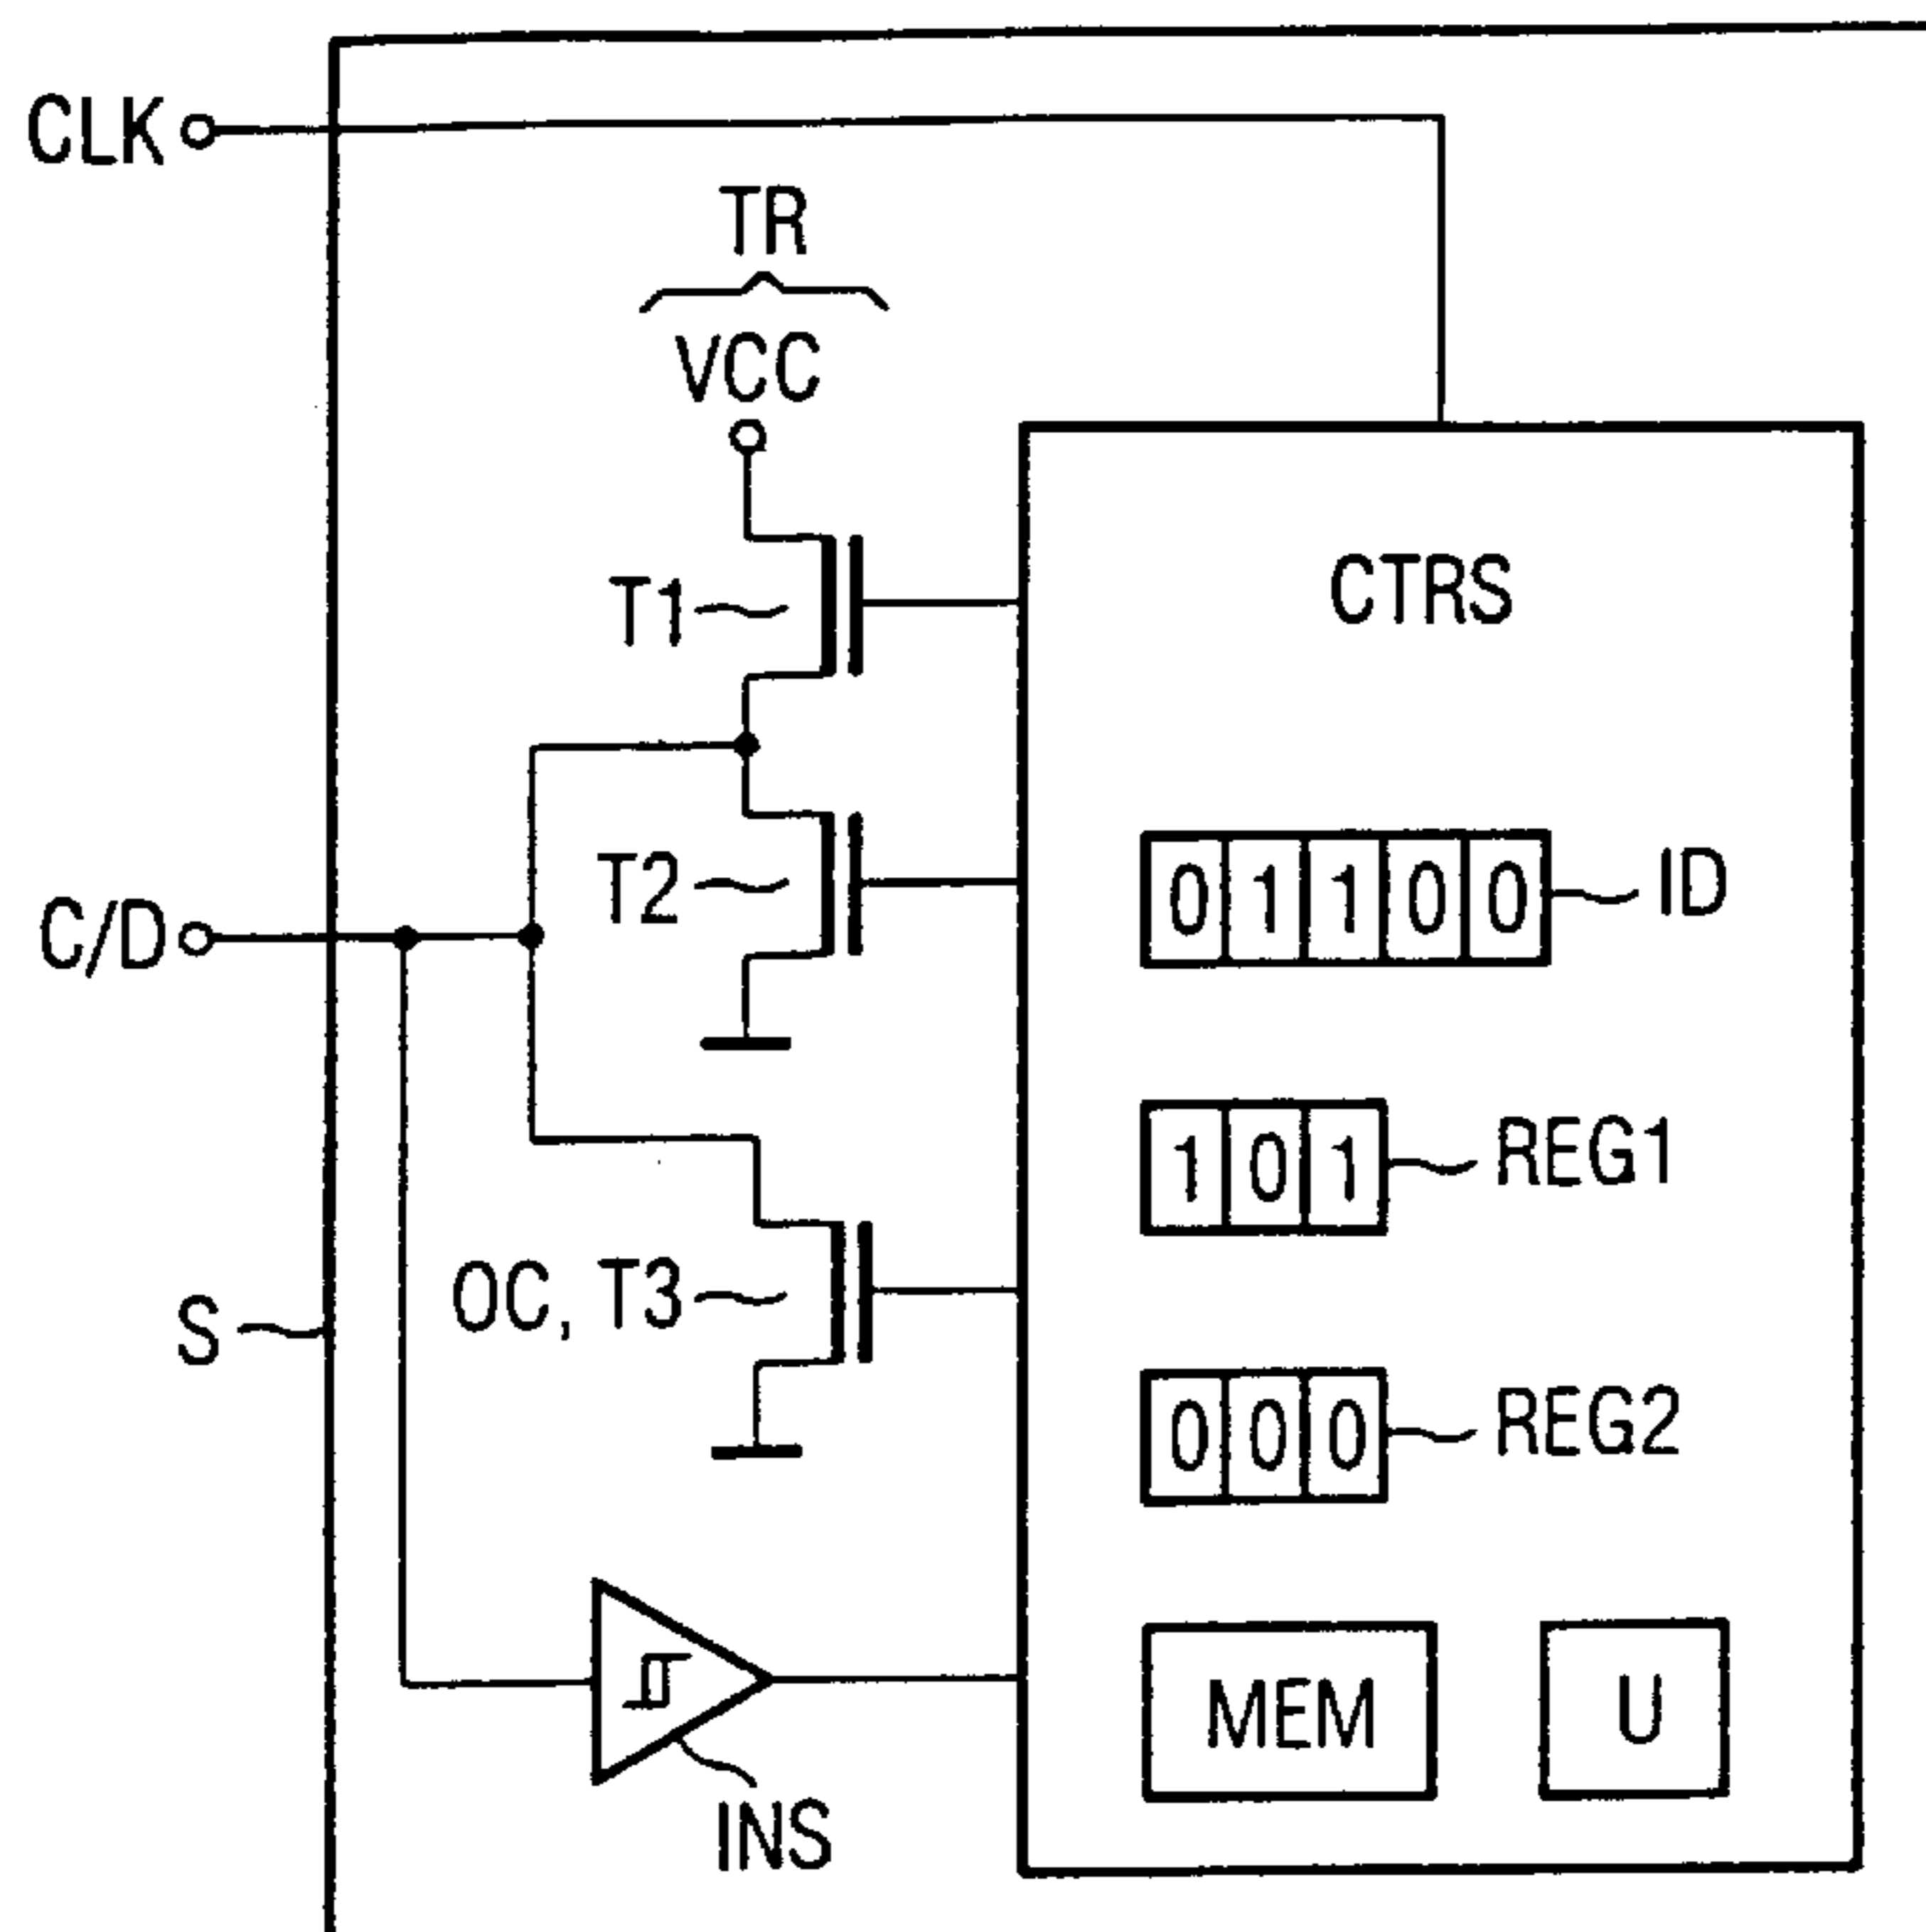 CLK
TR
VCC
T1
CTRS
T2
0 1 1 0 0 ID
C/D
1 0 1 REG1
OC, T3
S
0 0 0 REG2
MEM
U
INS